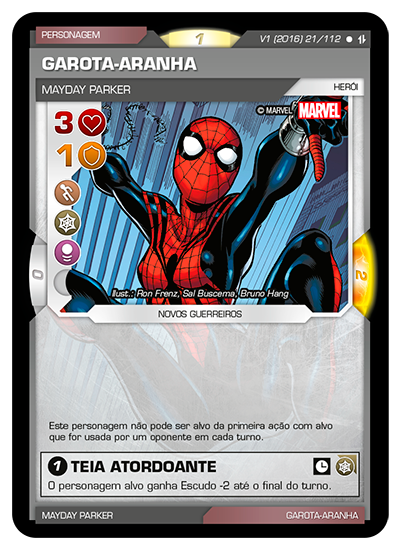 PERSONAGEM
1
V1 (2016) 21/112
GAROTA-ARANHA
MAYDAY PARKER
HERÓI
© MARVEL MARVEL
3
1
0
2
Illust.: Ron Frenz, Sal Buscema, Bruno Hang
NOVOS GUERREIROS
Este personagem não pode ser alvo da primeira ação com alvo
que for usada por um oponente em cada turno.
1 TEIA ATORDOANTE
O personagem alvo ganha Escudo -2 até o final do turno.
MAYDAY PARKER
GAROTA-ARANHA